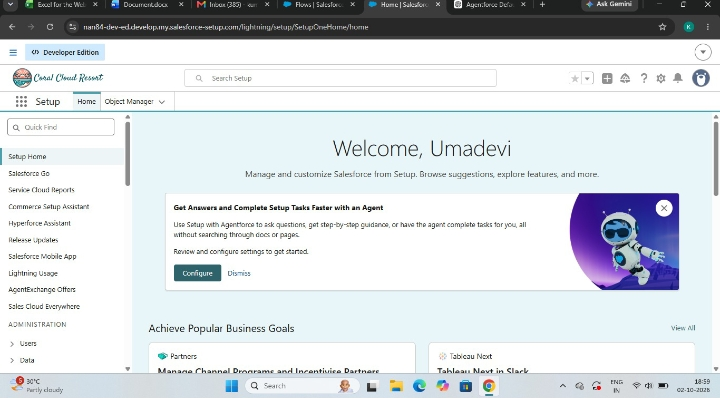 Excel for the Web
Document.docx
Inbox (385)
Flows | Salesforc
Home | Salesforc
Agentforce Defau
Ask Gemini
nan84-dev-ed.develop.my.salesforce-setup.com/lightning/setup/SetupOneHome/home
K
Developer Edition
Coral Cloud Resort
Search Setup
Setup
Home
Object Manager
Quick Find
Setup Home
Salesforce Go
Service Cloud Reports
Commerce Setup Assistant
Hyperforce Assistant
Release Updates
Salesforce Mobile App
Lightning Usage
AgentExchange Offers
Sales Cloud Everywhere
ADMINISTRATION
Users
Data
Welcome, Umadevi
Manage and customize Salesforce from Setup. Browse suggestions, explore features, and more.
Get Answers and Complete Setup Tasks Faster with an Agent
Use Setup with Agentforce to ask questions, get step-by-step guidance, or have the agent complete tasks for you, all
without searching through docs or pages.
Review and configure settings to get started.
Configure
Dismiss
Achieve Popular Business Goals
View All
Partners
Manage Channel Programs and Incentivise Partners
Tableau Next
Tableau Next in Slack
30°C
Partly cloudy
Search
ENG
IN
18:59
02-10-2026